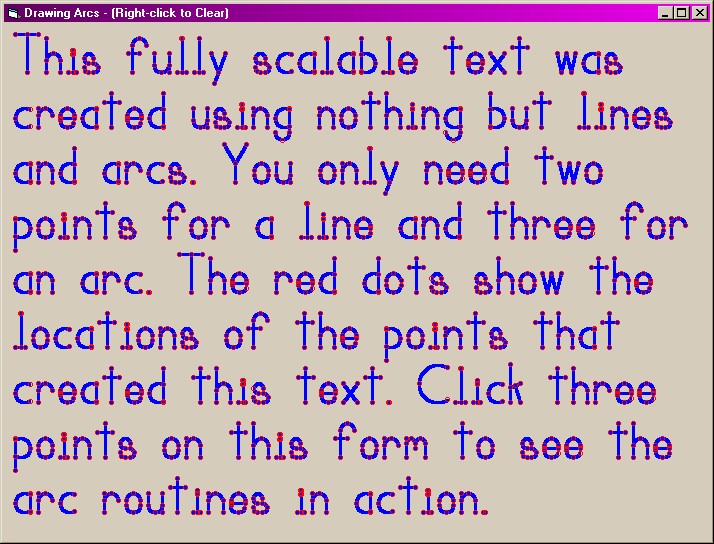 Drawing Arcs - (Right-click to Clear)
This fully scalable text was
created using nothing but lines
and arcs. You only need two
points for a line and three for
an arc. The red dots show the
locations of the points that
created this text. Click three
points on this form to see the
arc routines in action.